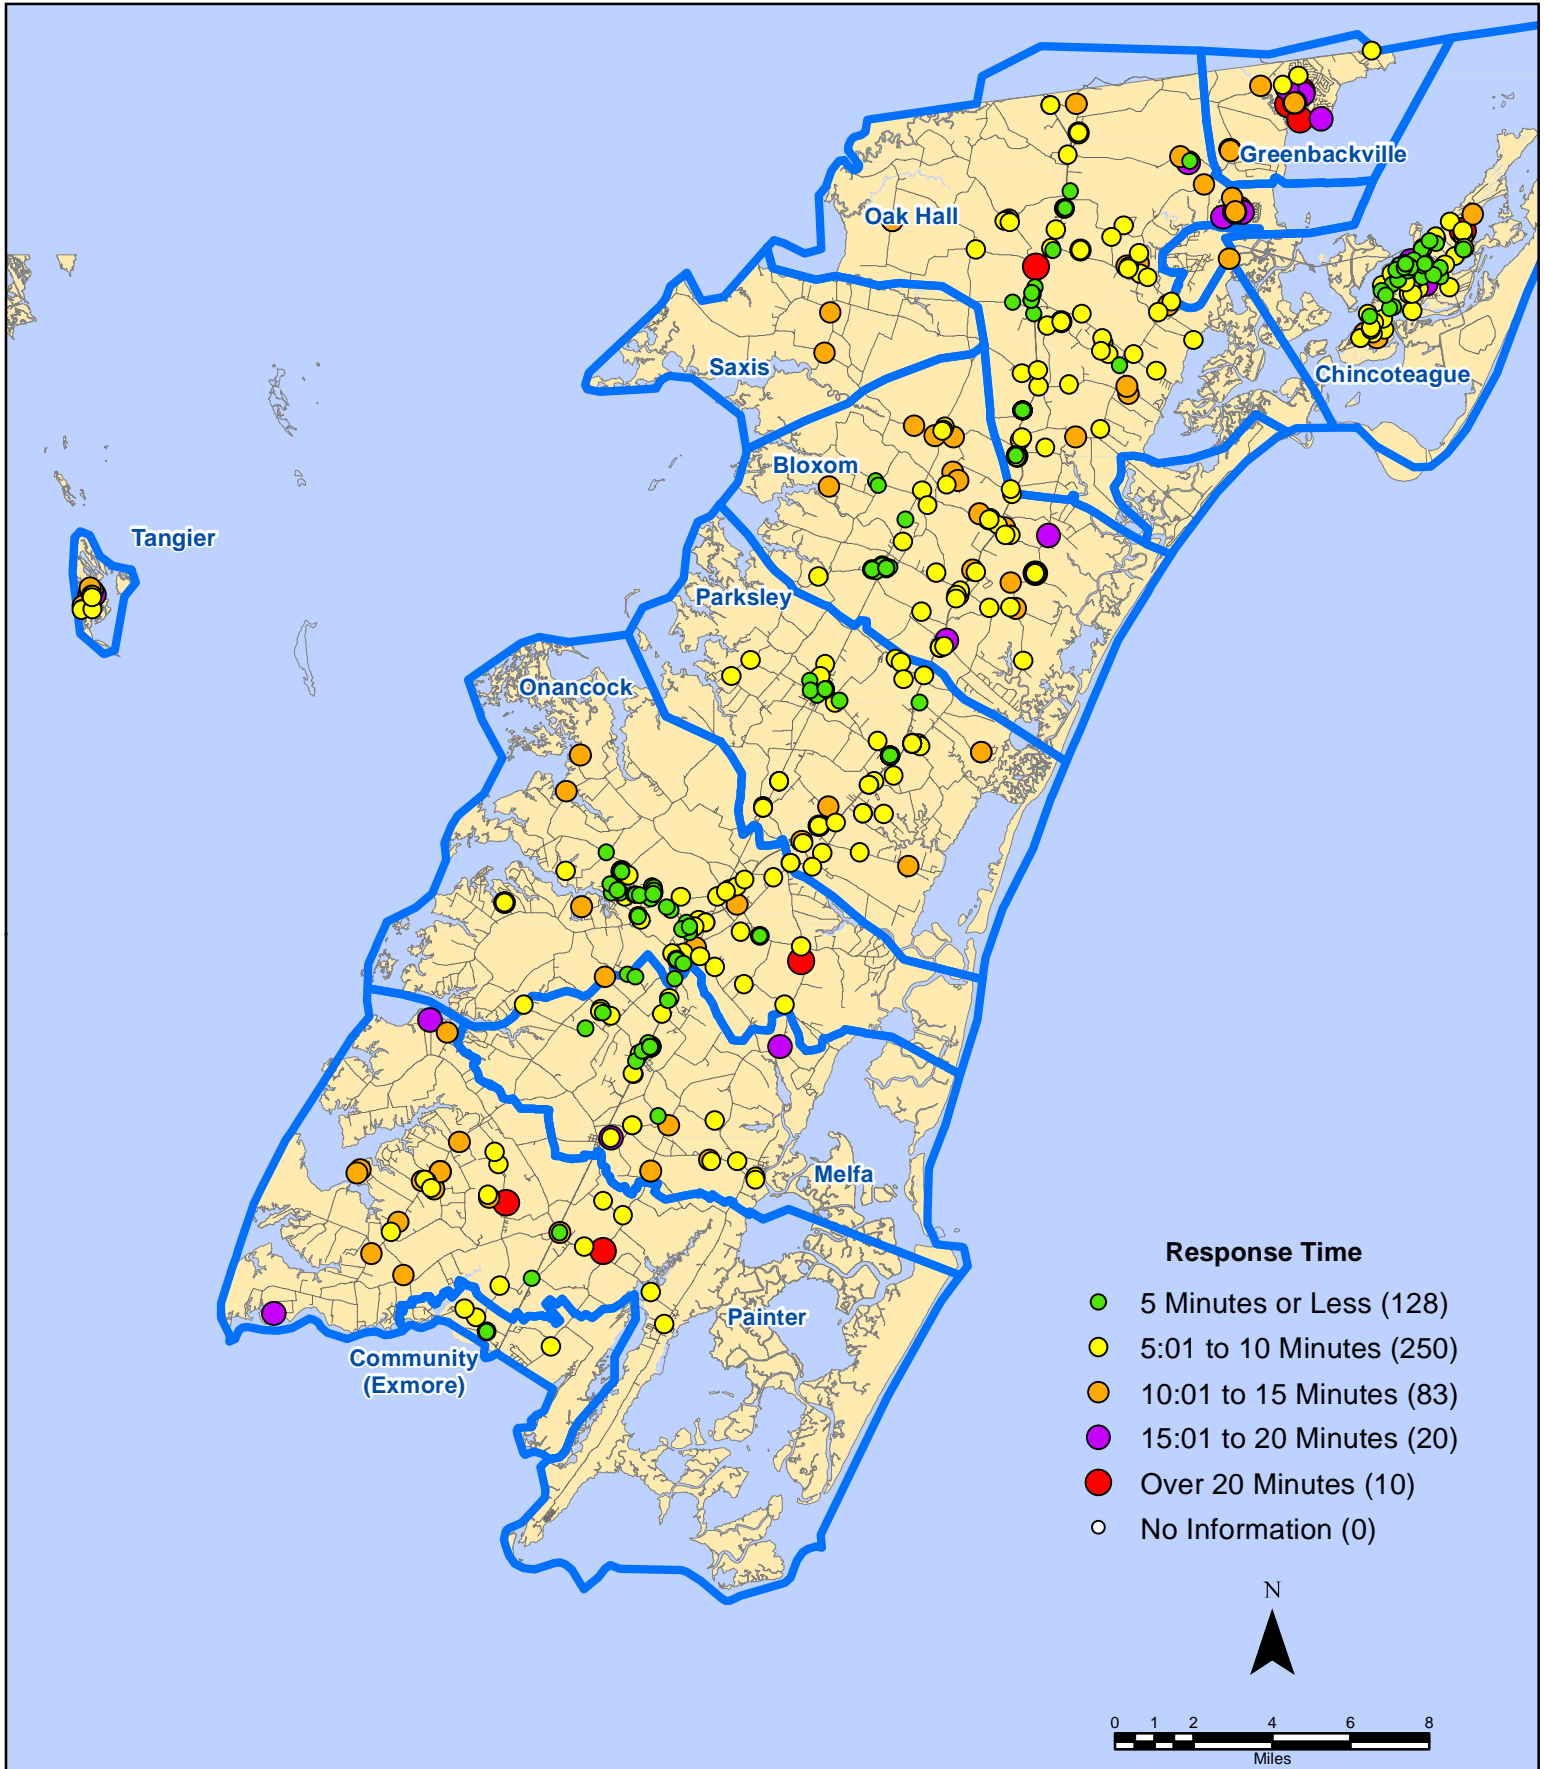 Greenbackville
Oak Hall
Saxis
Chincoteague
Bloxom
Tangier
Parksley
Onancock
Melfa
Painter
Community
(Exmore)
Response Time
5 Minutes or Less (128)
5:01 to 10 Minutes (250)
10:01 to 15 Minutes (83)
15:01 to 20 Minutes (20)
Over 20 Minutes (10)
No Information (0)
N
0 1 2 4 6 8
Miles